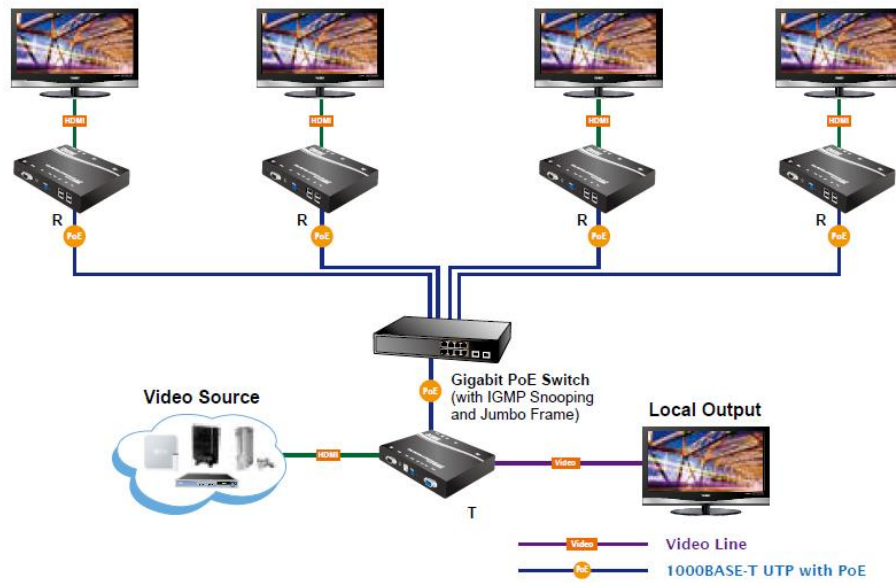 HDMI
HDMI
HDMI
HDMI
R
R
R
R
PoE
PoE
PoE
PoE
PoE
Gigabit PoE Switch
(with IGMP Snooping
and Jumbo Frame)
Video Source
Local Output
HDMI
Video
T
Video
Video Line
PoE
1000BASE-T UTP with PoE